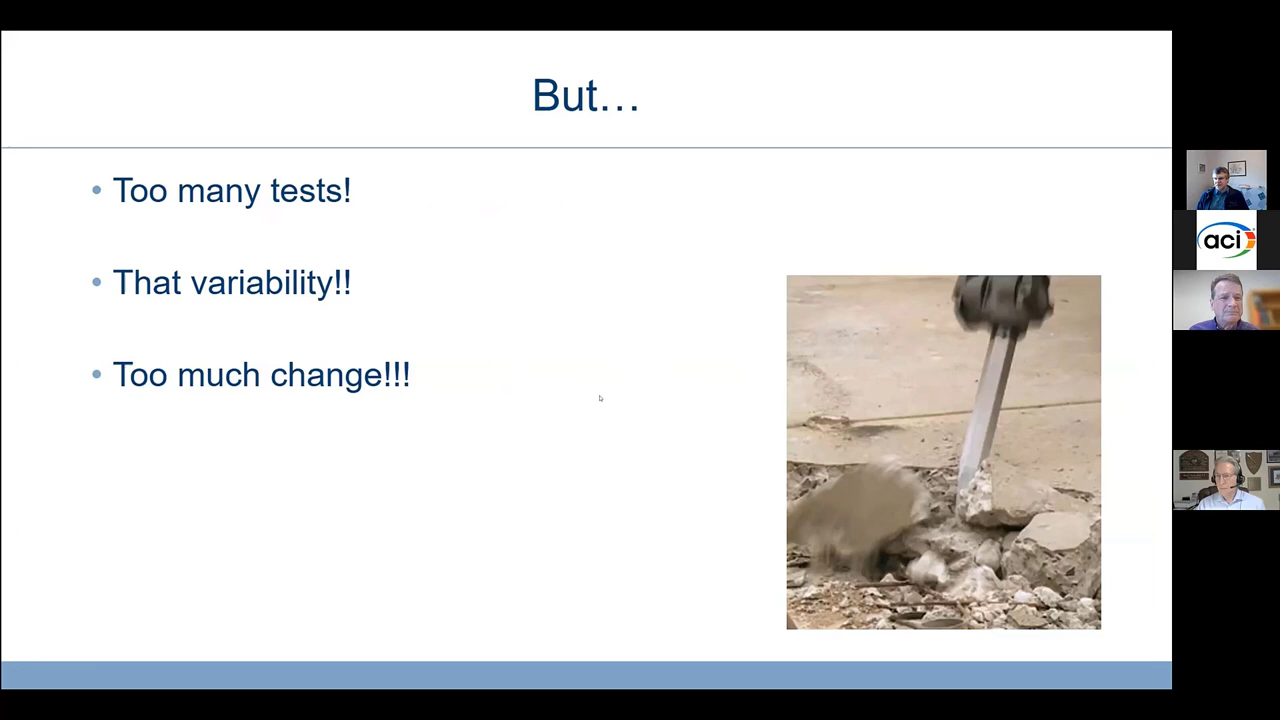 But…
• Too many tests!
• That variability!!
• Too much change!!!
aci